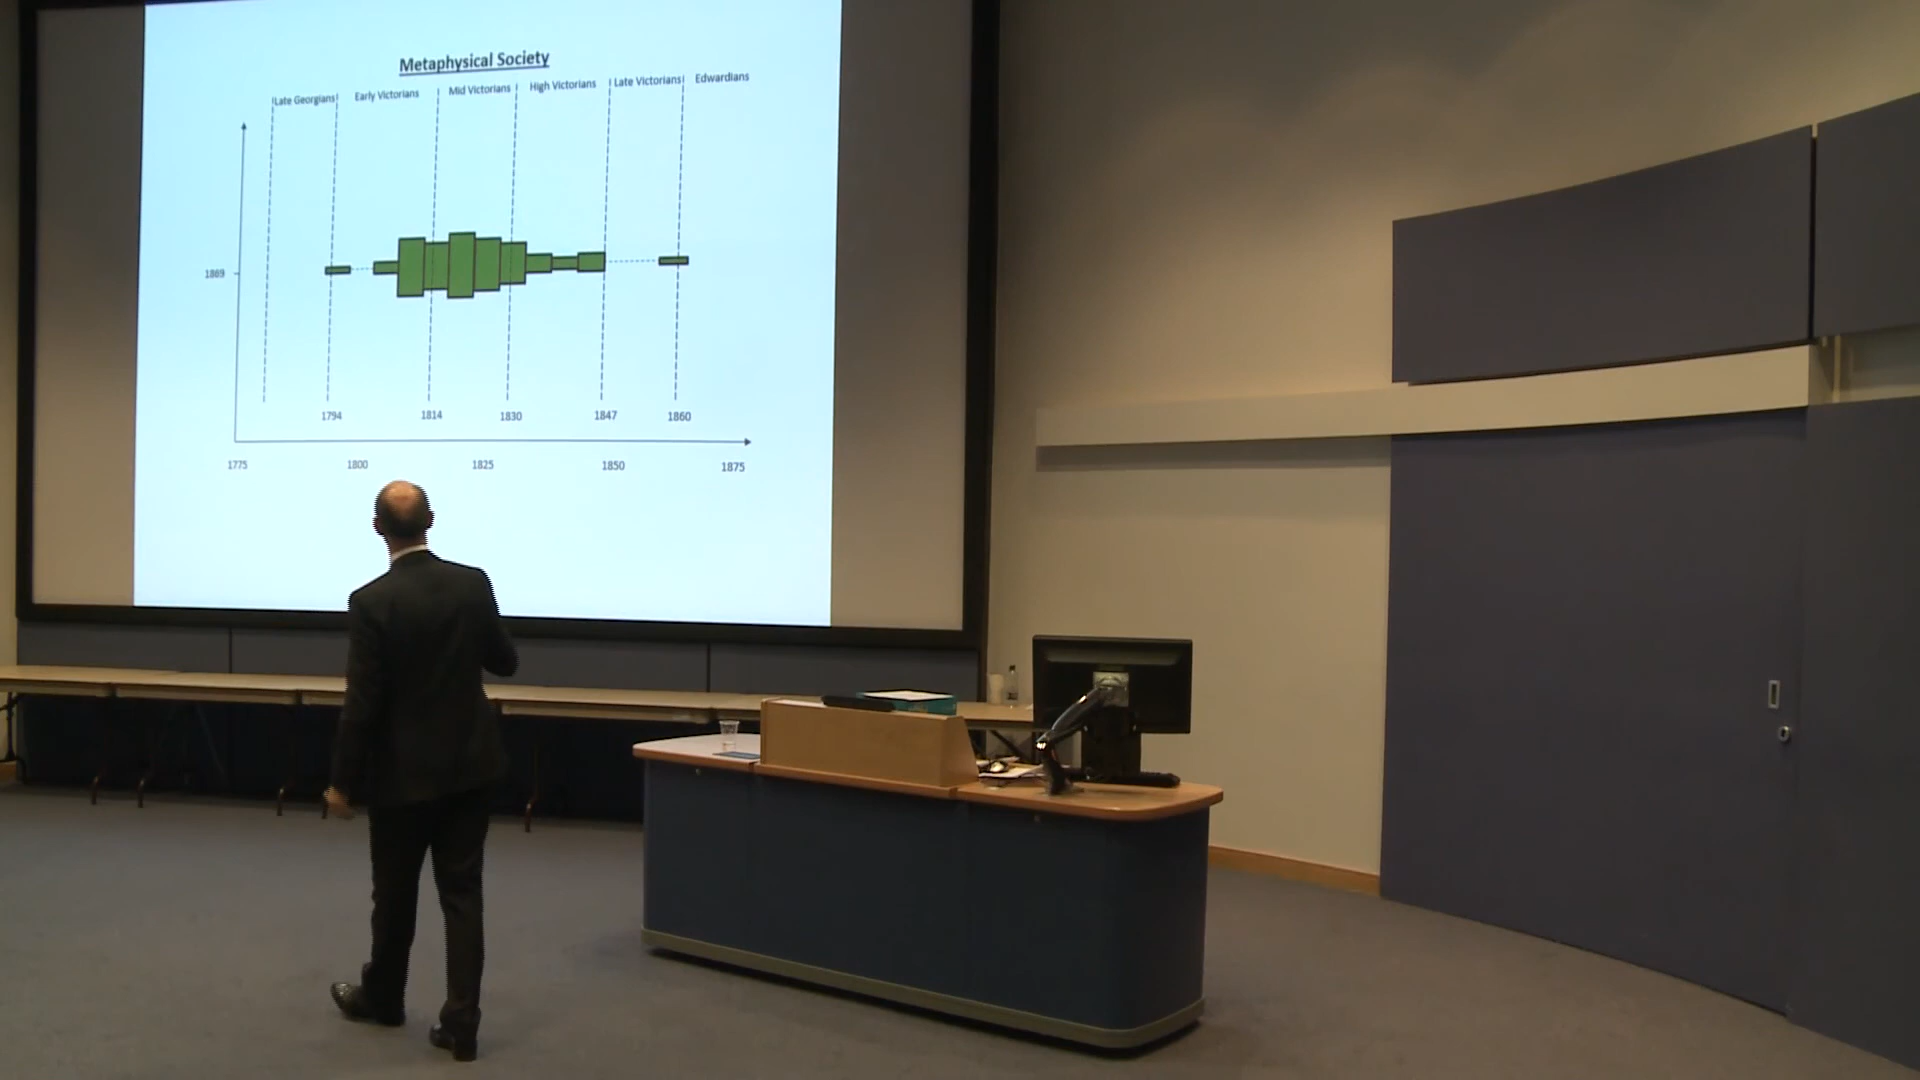 Metaphysical Society
Late Georgians
Early Victorians
Mid Victorians
High Victorians
Late Victorians
Edwardians
1869
1794
1814
1830
1847
1860
1775
1800
1825
1850
1875